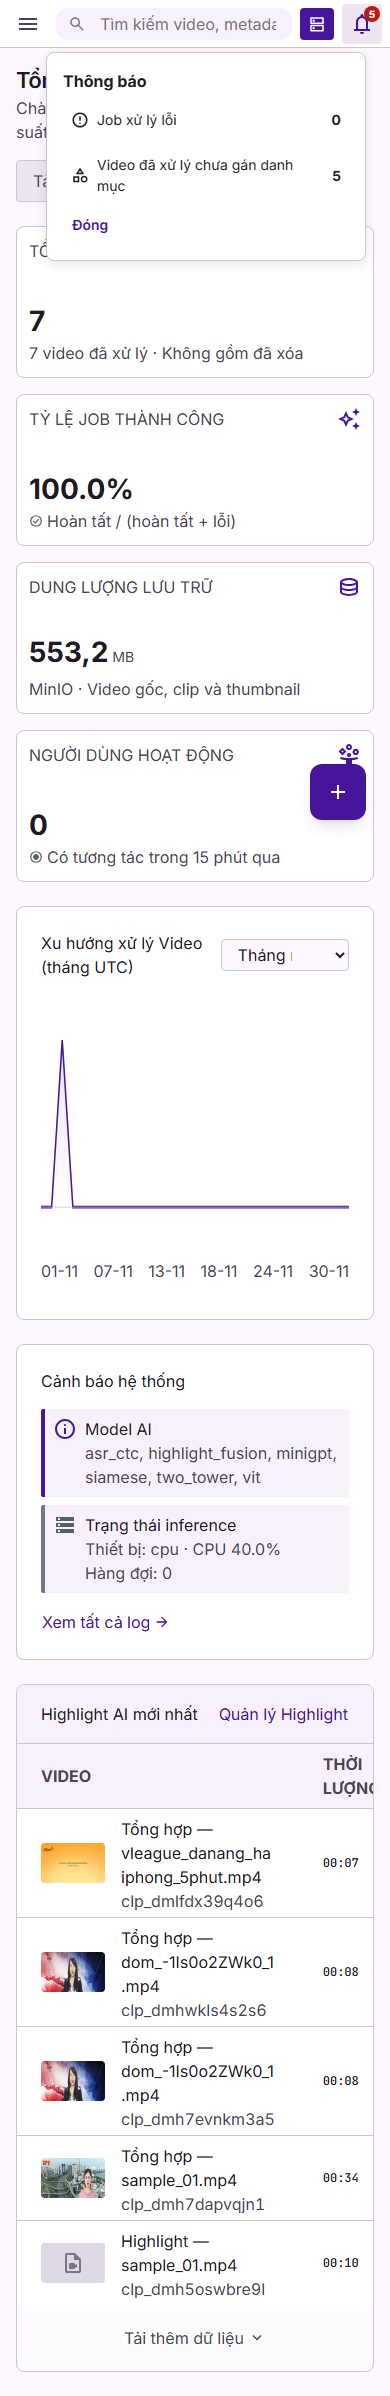 Tìm kiếm video, metada
5
Thông báo
Job xử lý lỗi 0
Video đã xử lý chưa gán danh
mục 5
Đóng
7
7 video đã xử lý · Không gồm đã xóa
TỶ LỆ JOB THÀNH CÔNG
100.0%
Hoàn tất / (hoàn tất + lỗi)
DUNG LƯỢNG LƯU TRỮ
553,2 MB
MinIO · Video gốc, clip và thumbnail
NGƯỜI DÙNG HOẠT ĐỘNG
0
Có tương tác trong 15 phút qua
Xu hướng xử lý Video
(tháng UTC)
Tháng
01-11 07-11 13-11 18-11 24-11 30-11
Cảnh báo hệ thống
Model AI
asr_ctc, highlight_fusion, minigpt,
siamese, two_tower, vit
Trạng thái inference
Thiết bị: cpu · CPU 40.0%
Hàng đợi: 0
Xem tất cả log →
Highlight AI mới nhất Quản lý Highlight
VIDEO THỜI
LƯỢNG
Tổng hợp —
vleague_danang_ha
iphong_5phut.mp4
clp_dmlfdx39q4o6
00:07
Tổng hợp —
dom_-1ls0o2ZWk0_1
.mp4
clp_dmhwkls4s2s6
00:08
Tổng hợp —
dom_-1ls0o2ZWk0_1
.mp4
clp_dmh7evnkm3a5
00:08
Tổng hợp —
sample_01.mp4
clp_dmh7dapvqjn1
00:34
Highlight —
sample_01.mp4
clp_dmh5oswbre9l
00:10
Tải thêm dữ liệu